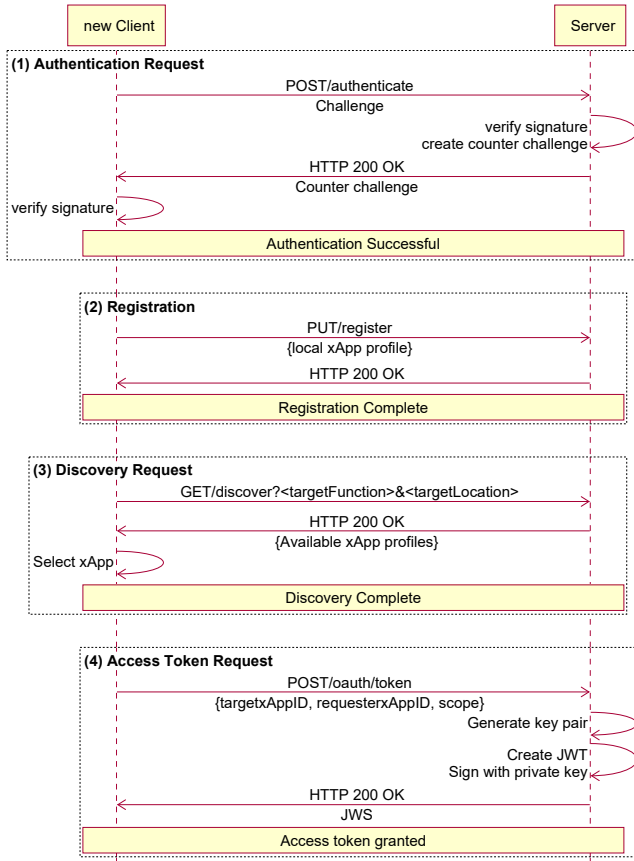 new Client
Server
(1) Authentication Request
POST/authenticate
Challenge
verify signature
create counter challenge
HTTP 200 OK
Counter challenge
verify signature
Authentication Successful
(2) Registration
PUT/register
{local xApp profile}
HTTP 200 OK
Registration Complete
(3) Discovery Request
GET/discover?<targetFunction>&<targetLocation>
HTTP 200 OK
{Available xApp profiles}
Select xApp
Discovery Complete
(4) Access Token Request
POST/oauth/token
{targetxAppID, requesterxAppID, scope}
Generate key pair
Create JWT
Sign with private key
HTTP 200 OK
JWS
Access token granted